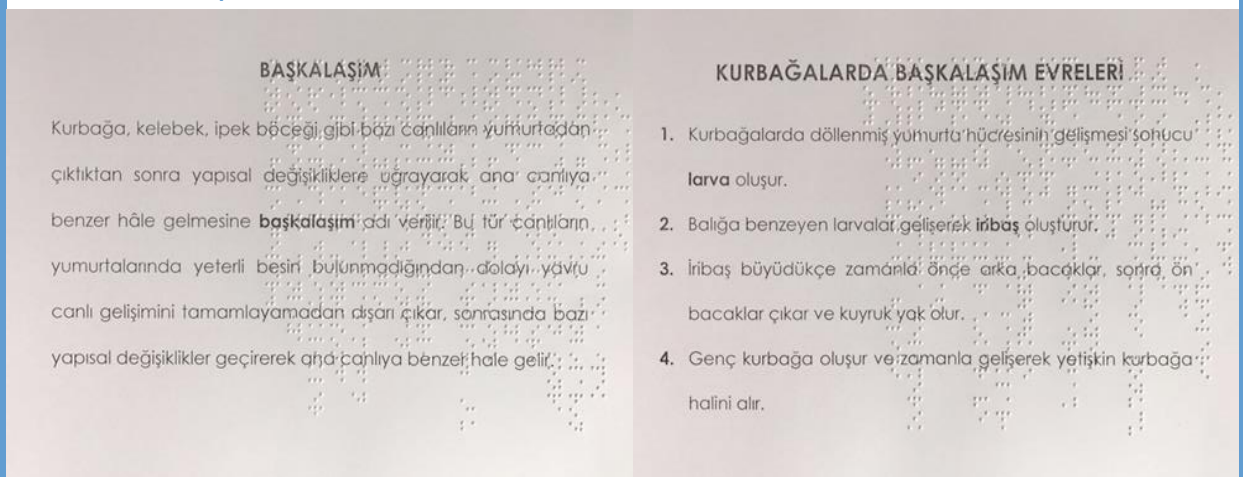 BAŞKALAŞIM
Kurbağa, kelebek, ipek böceği gibi bazı canlıların yumurtadan
çıktıktan sonra yapısal değişikliklere uğrayarak ana canlıya
benzer hâle gelmesine başkalaşım adı verilir. Bu tür canlıların
yumurtalarında yeterli besin bulunmadığından dolayı yavru
canlı gelişimini tamamlayamadan dışarı çıkar, sonrasında bazı
yapısal değişiklikler geçirerek ana canlıya benzer hale gelir.
KURBAĞALARDA BAŞKALAŞIM EVRELERİ
1. Kurbağalarda döllenmiş yumurta hücresinin gelişmesi sonucu
larva oluşur.
2. Balığa benzeyen larvalar gelişerek iribaş oluşturur.
3. İribaş büyüdükçe zamanla önce arka bacaklar, sonra ön
bacaklar çıkar ve kuyruk yok olur.
4. Genç kurbağa oluşur ve zamanla gelişerek yetişkin kurbağa
halini alır.